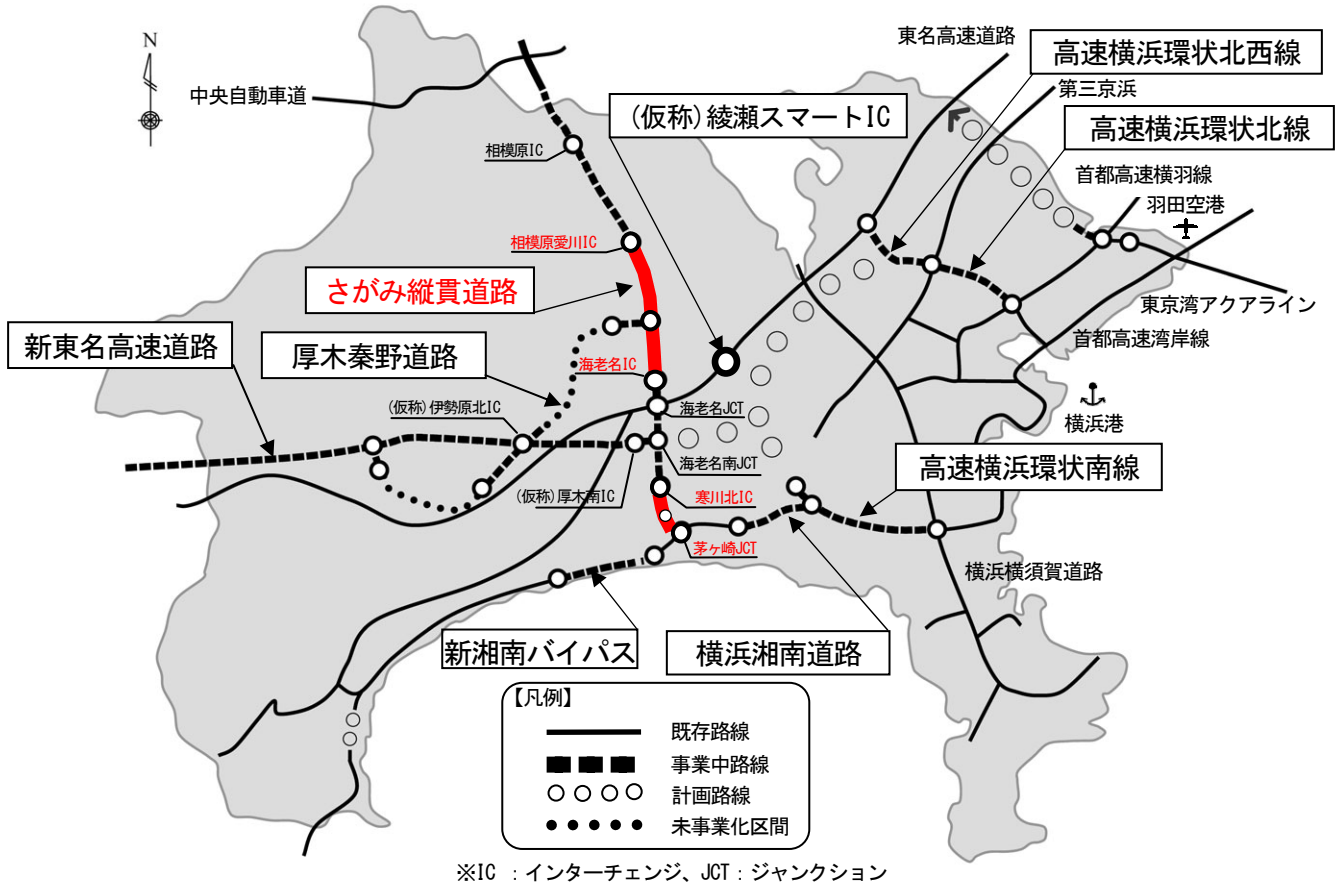 N
中央自動車道
東名高速道路
高速横浜環状北西線
第三京浜
(仮称)綾瀬スマートIC
高速横浜環状北線
相模原IC
首都高速横羽線
羽田空港
相模原愛川IC
さがみ縦貫道路
東京湾アクアライン
新東名高速道路
厚木秦野道路
首都高速湾岸線
海老名IC
(仮称)伊勢原北IC
海老名JCT
横浜港
海老名南JCT
高速横浜環状南線
(仮称)厚木南IC
寒川北IC
茅ヶ崎JCT
横浜横須賀道路
新湘南バイパス
横浜湘南道路
【凡例】
既存路線
事業中路線
計画路線
未事業化区間
※IC :インターチェンジ、JCT:ジャンクション